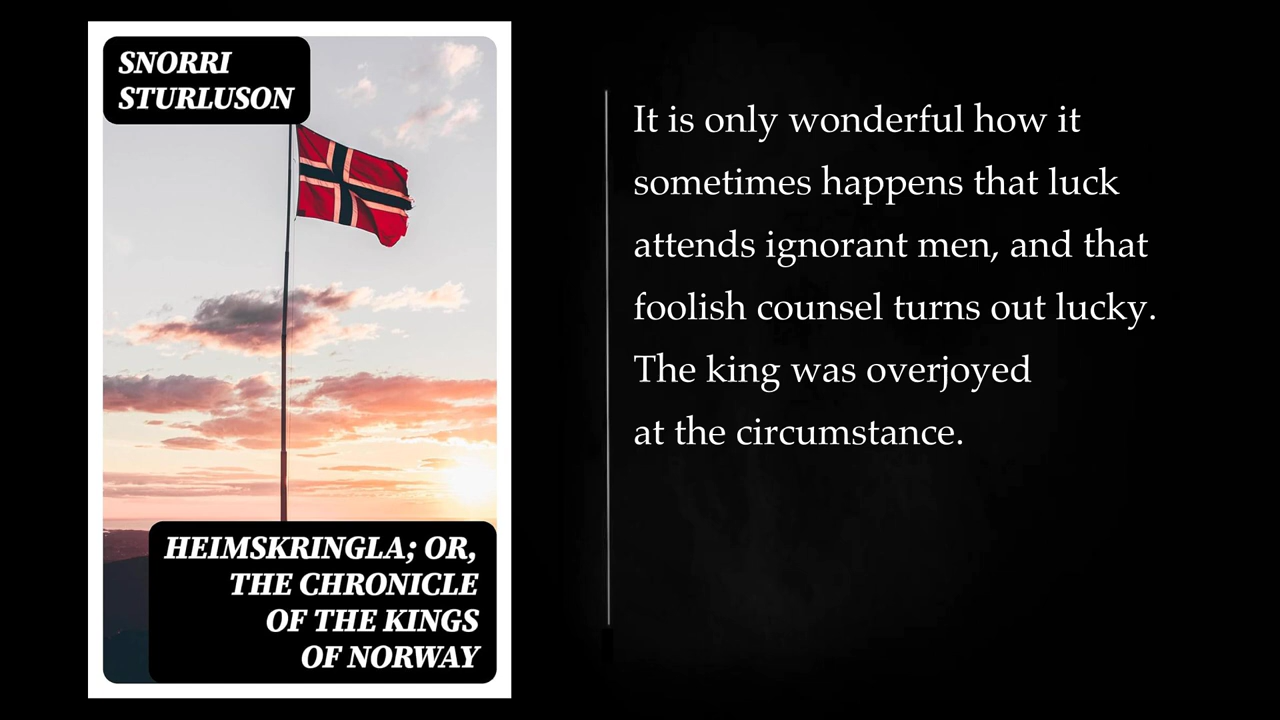 SNORRI
STURLUSON
HEIMSKRINGLA; OR,
THE CHRONICLE
OF THE KINGS
OF NORWAY
It is only wonderful how it
sometimes happens that luck
attends ignorant men, and that
foolish counsel turns out lucky.
The king was overjoyed
at the circumstance.